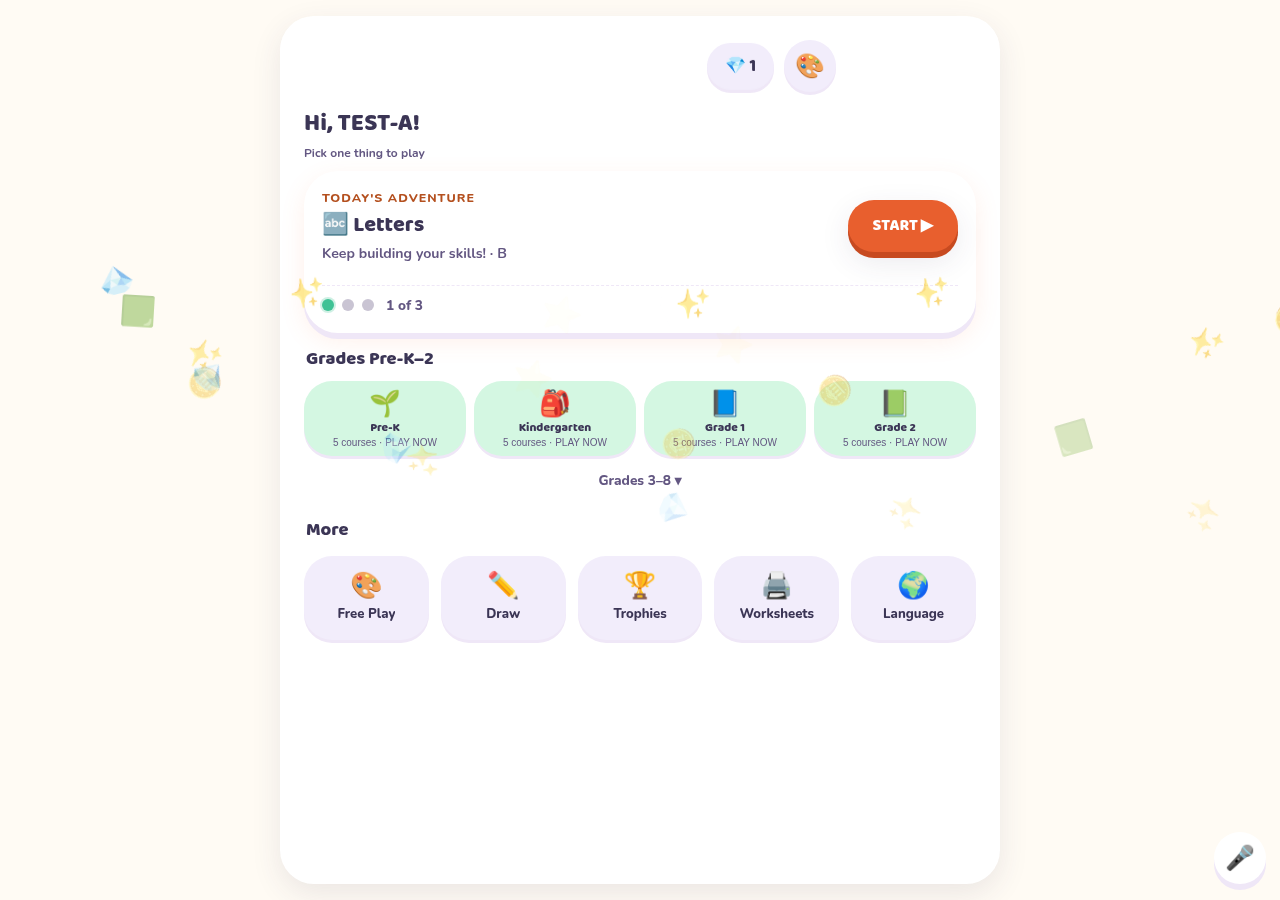 1
Hi, TEST-A!
Pick one thing to play
TODAY'S ADVENTURE
abc Letters
Keep building your skills! · B
START ▶
1 of 3
Grades Pre-K–2
Pre-K
5 courses · PLAY NOW
Kindergarten
5 courses · PLAY NOW
Grade 1
5 courses · PLAY NOW
Grade 2
5 courses · PLAY NOW
Grades 3–8 ▾
More
Free Play
Draw
Trophies
Worksheets
Language